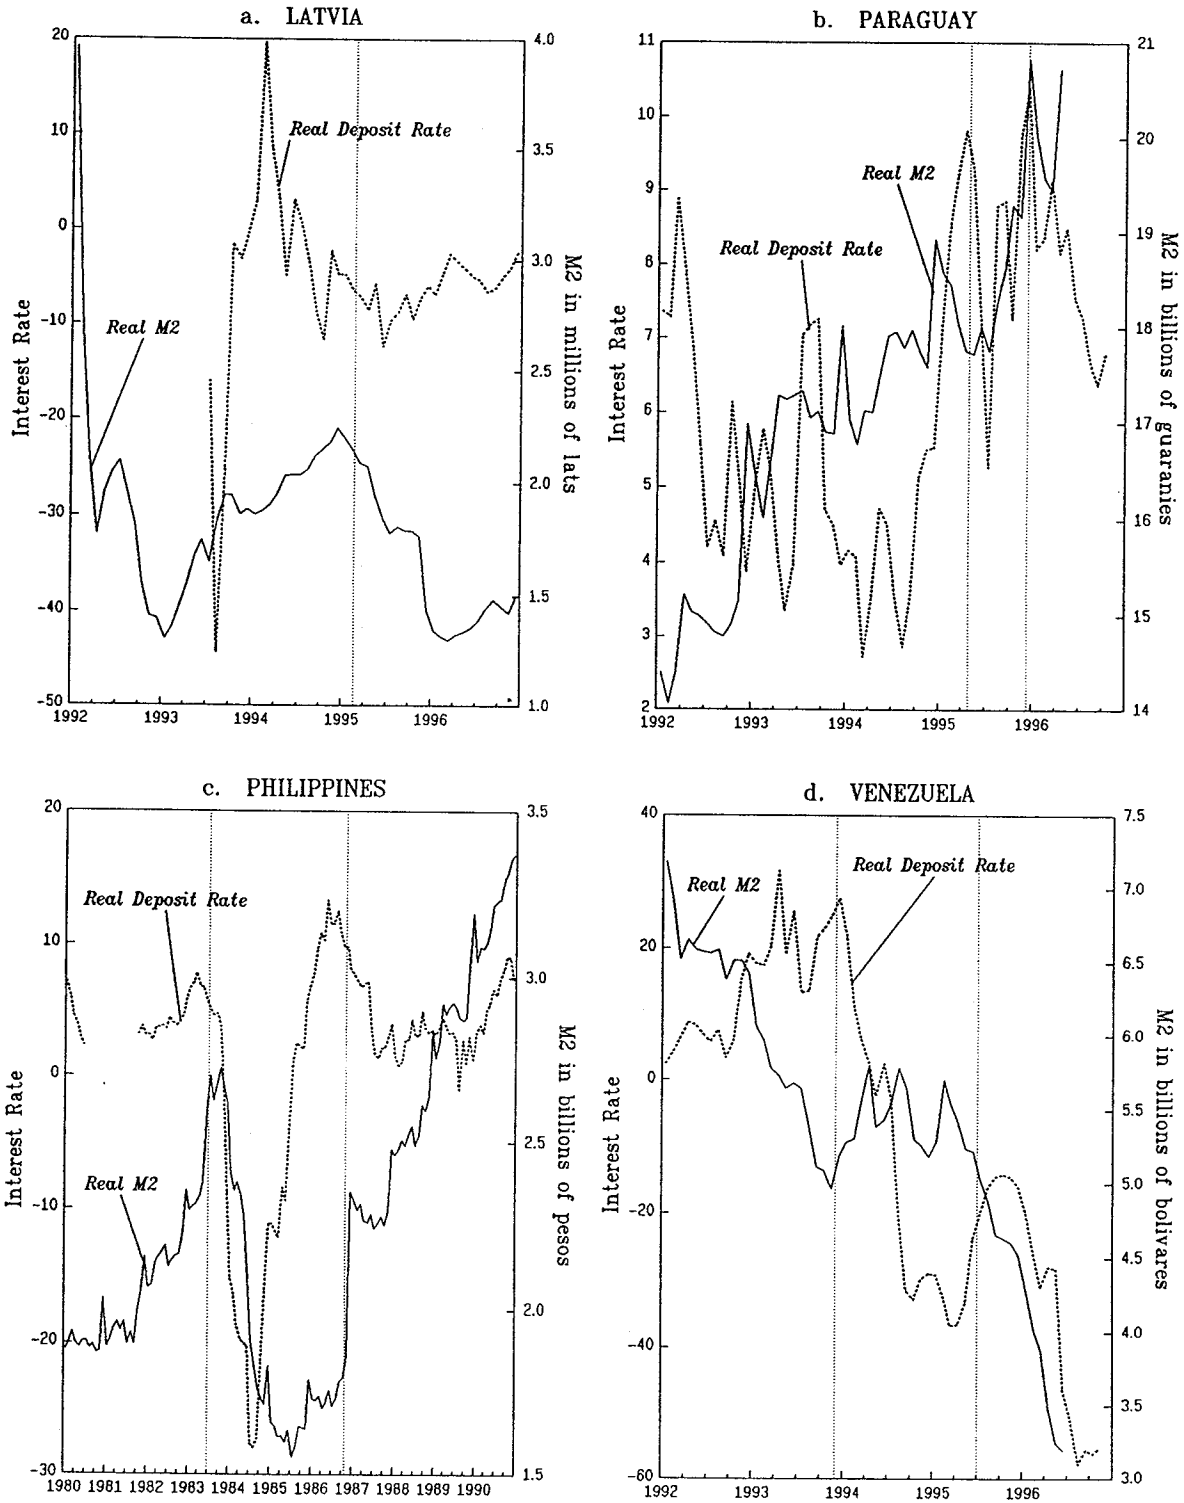 a. LATVIA
20
10
0
-10
-20
-30
-40
-50
Interest Rate
4.0
3.5
3.0
2.5
2.0
1.5
1.0
M2 in millions of lats
Real Deposit Rate
Real M2
1992 1993 1994 1995 1996
b. PARAGUAY
11
10
9
8
7
6
5
4
3
2
Interest Rate
21
20
19
18
17
16
15
14
M2 in billions of guaranies
Real M2
Real Deposit Rate
1992 1993 1994 1995 1996
c. PHILIPPINES
20
10
0
-10
-20
-30
Interest Rate
3.5
3.0
2.5
2.0
1.5
M2 in billions of pesos
Real Deposit Rate
Real M2
1980 1981 1982 1983 1984 1985 1986 1987 1988 1989 1990
d. VENEZUELA
40
20
0
-20
-40
-60
Interest Rate
7.5
7.0
6.5
6.0
5.5
5.0
4.5
4.0
3.5
3.0
M2 in billions of bolivares
Real Deposit Rate
Real M2
1992 1993 1994 1995 1996